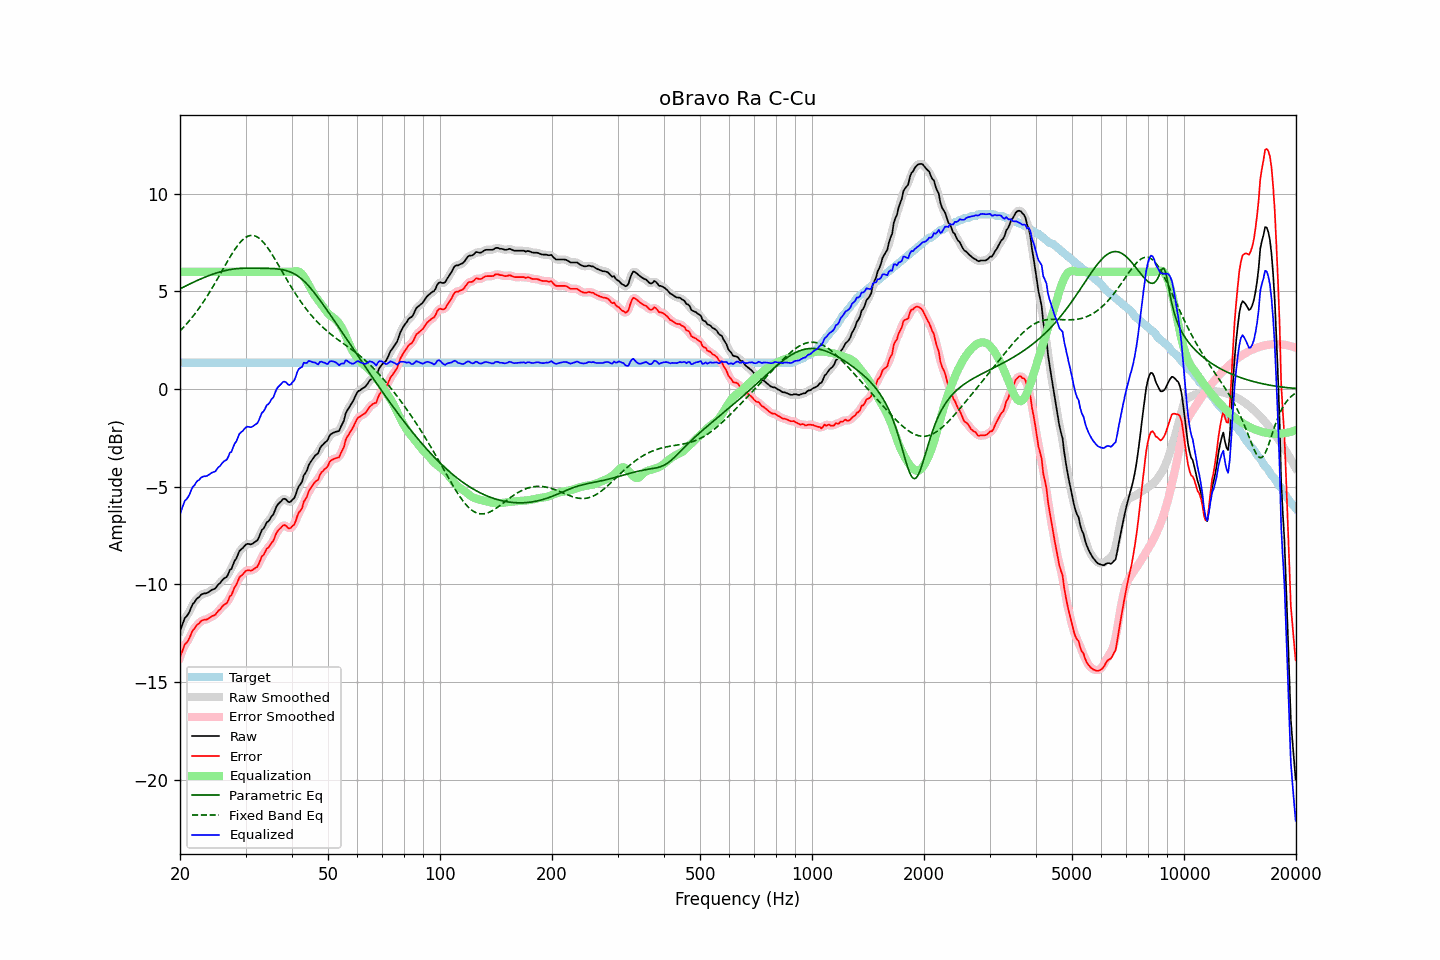 oBravo Ra C-Cu
Amplitude (dBr)
10
5
0
−5
−10
−15
−20
Target
Raw Smoothed
Error Smoothed
Raw
Error
Equalization
Parametric Eq
Fixed Band Eq
Equalized
20 50 100 200 500 1000 2000 5000 10000 20000
Frequency (Hz)